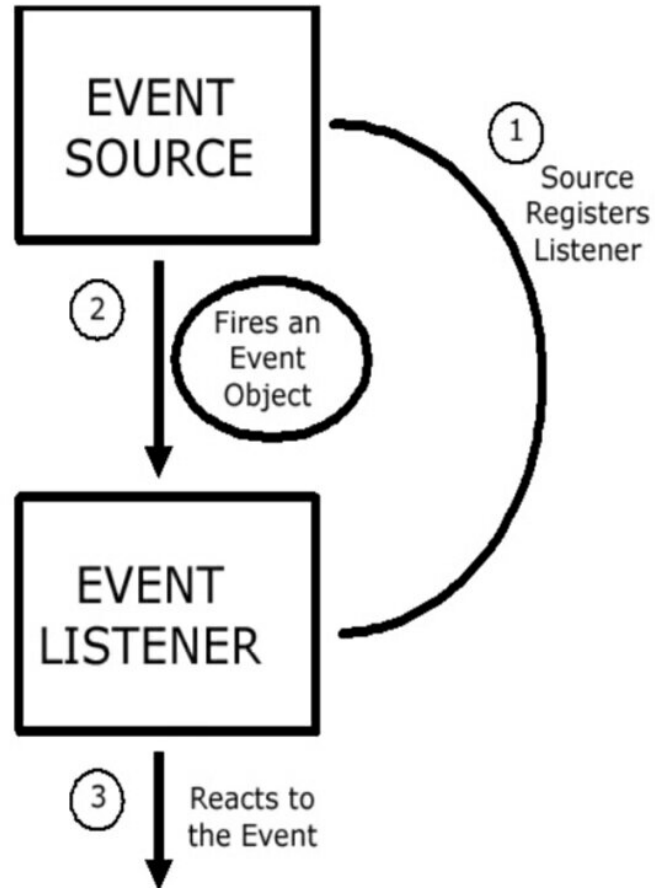 EVENT
SOURCE
1
Source
Registers
Listener
2
Fires an
Event
Object
EVENT
LISTENER
3
Reacts to
the Event